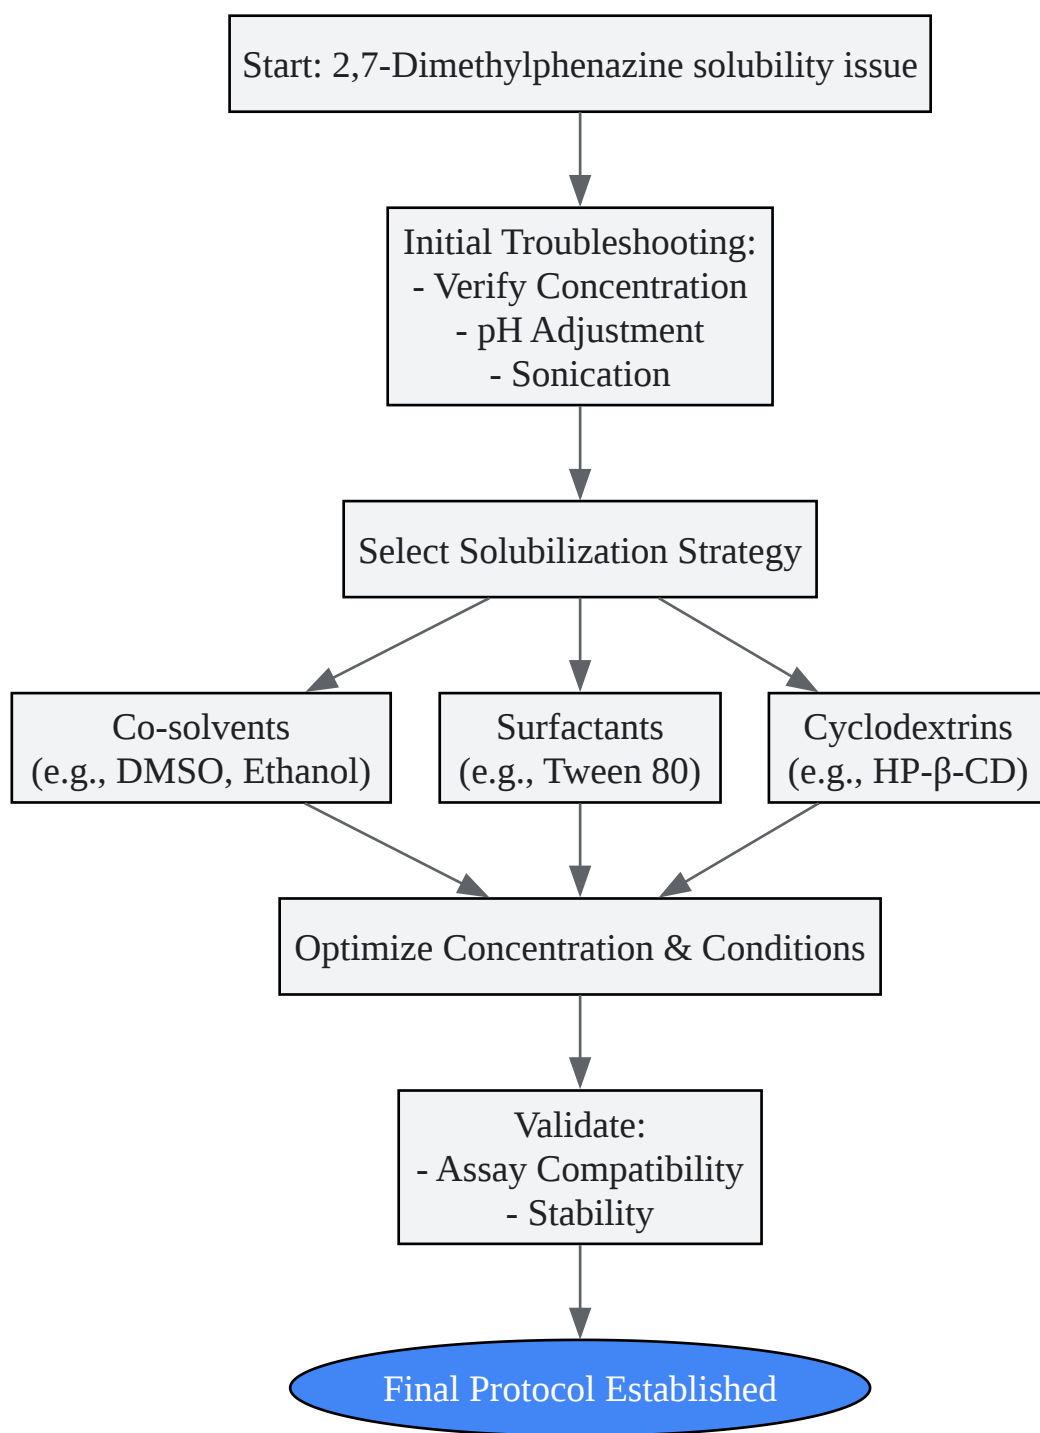 Start: 2,7-Dimethylphenazine solubility issue
Initial Troubleshooting:
- Verify Concentration
- pH Adjustment
- Sonication
Select Solubilization Strategy
Co-solvents
(e.g., DMSO, Ethanol)
Surfactants
(e.g., Tween 80)
Cyclodextrins
(e.g., HP-β-CD)
Optimize Concentration & Conditions
Validate:
- Assay Compatibility
- Stability
Final Protocol Established